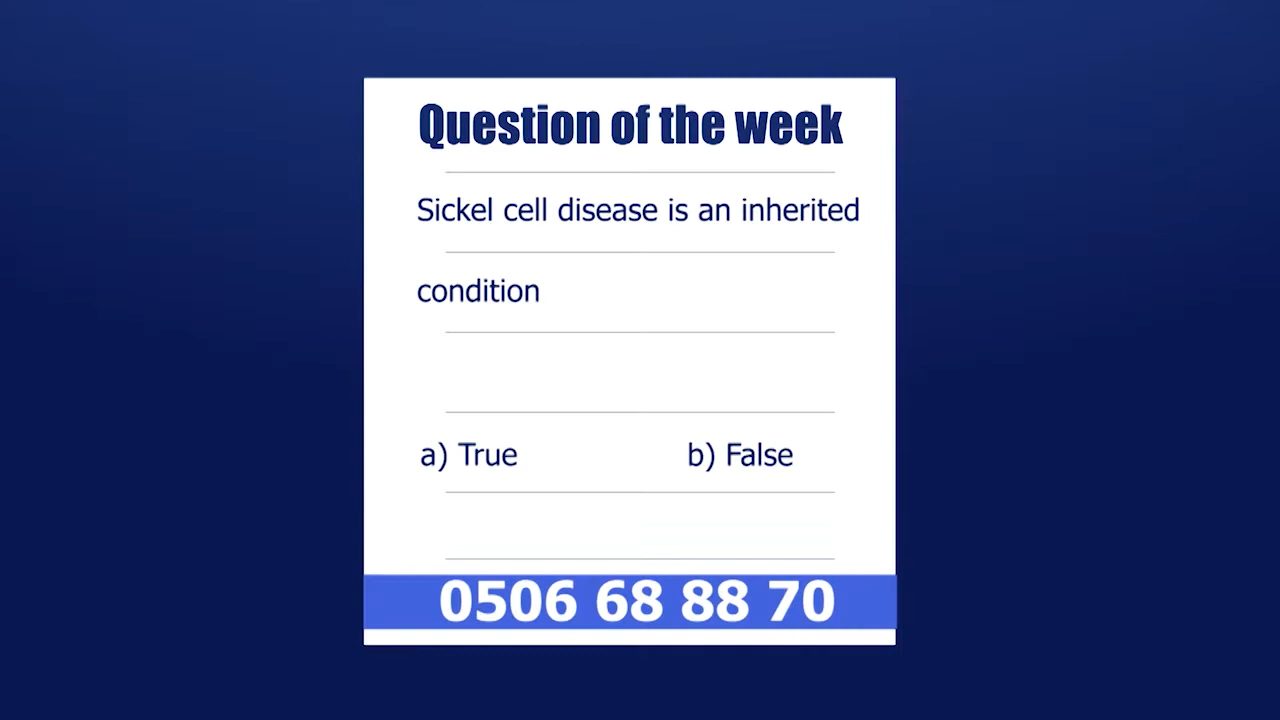 Question of the week
Sickel cell disease is an inherited
condition
a) True b) False
0506 68 88 70